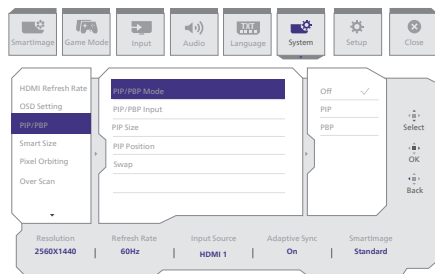 SmartImage Game Mode Input Audio Language System Setup Close
TXT
HDMI Refresh Rate
OSD Setting
PIP/PBP
Smart Size
Pixel Orbiting
Over Scan
PIP/PBP Mode
PIP/PBP Input
PIP Size
PIP Position
Swap
Off
PIP
PBP
Select
OK
Back
Resolution Refresh Rate Input Source Adaptive Sync SmartImage
2560X1440 | 60Hz | HDMI 1 | On | Standard